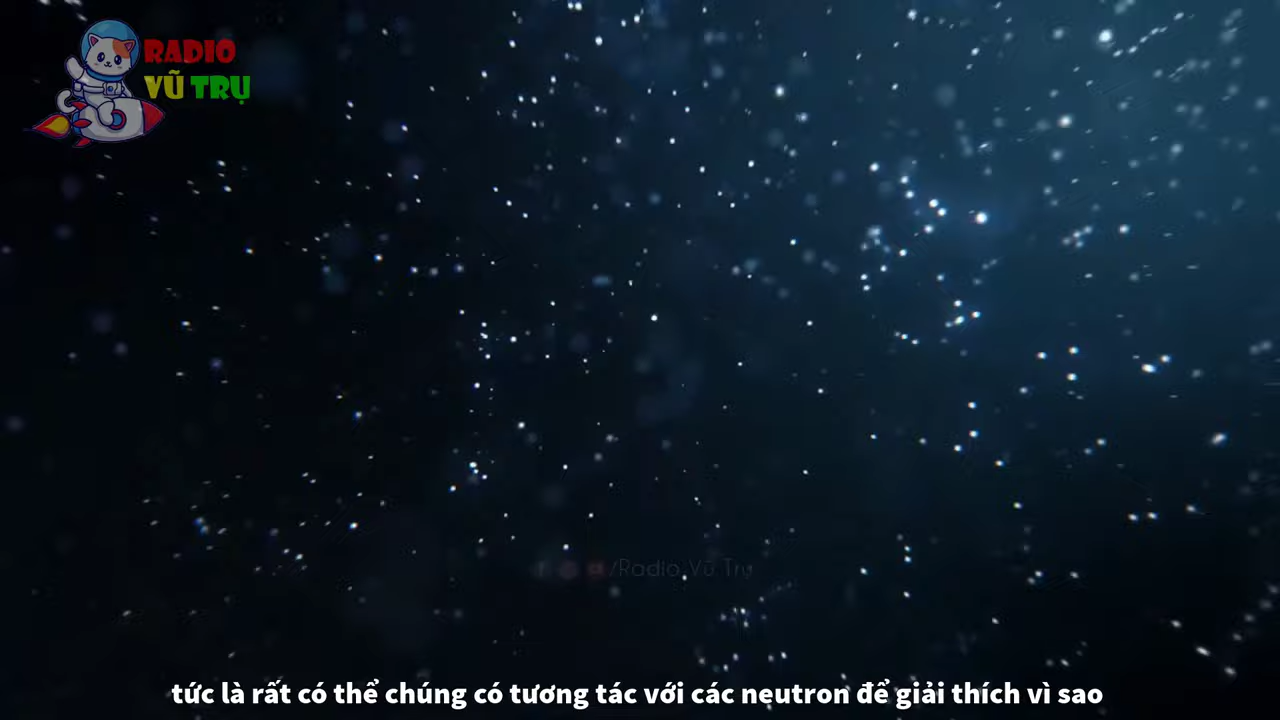 RADIO
VŨ TRỤ
/Radio.Vũ.Trụ
tức là rất có thể chúng có tương tác với các neutron để giải thích vì sao